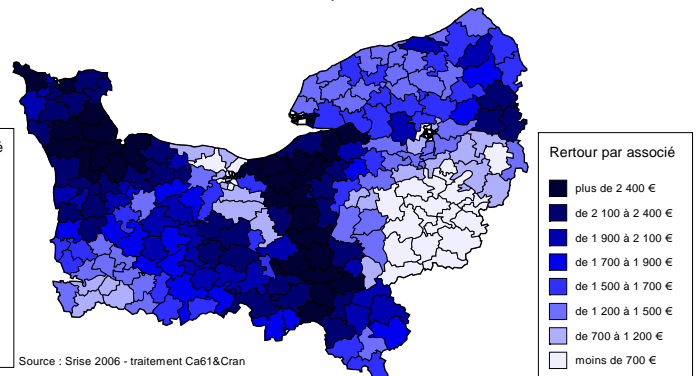 é
Rertour par associé
plus de 2 400 €
de 2 100 à 2 400 €
de 1 900 à 2 100 €
de 1 700 à 1 900 €
de 1 500 à 1 700 €
de 1 200 à 1 500 €
de 700 à 1 200 €
moins de 700 €
Source : Srise 2006 - traitement Ca61&Cran